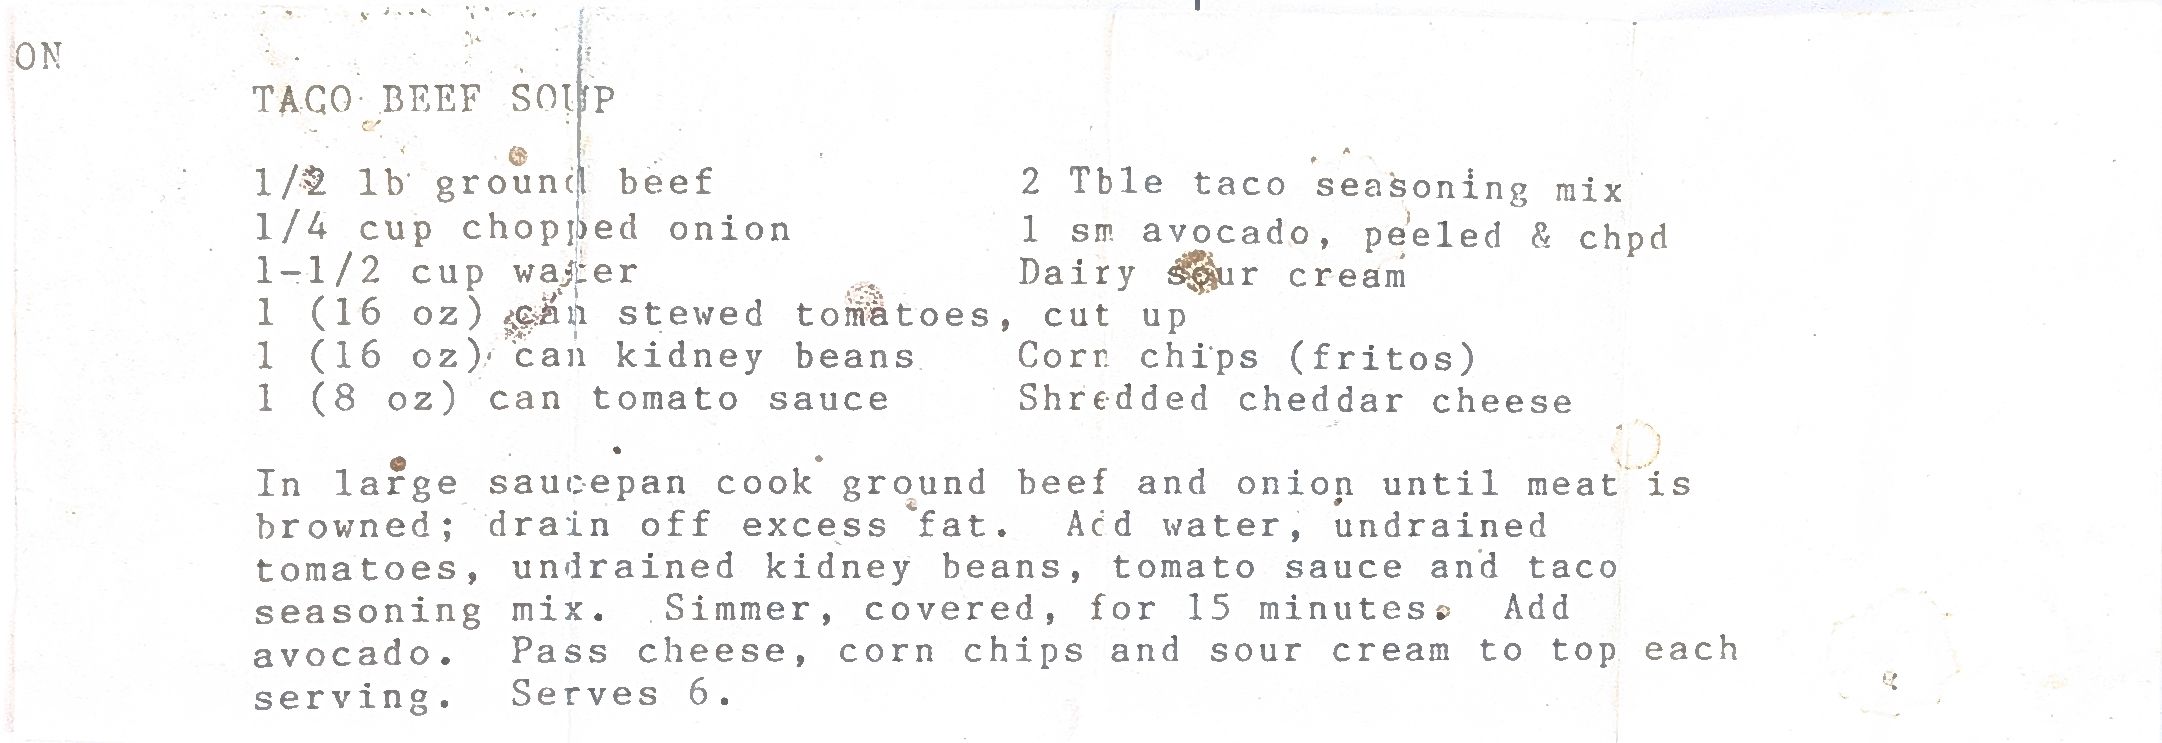 ON
TACO BEEF SOUP
1/2 lb ground beef 2 Tble taco seasoning mix
1/4 cup chopped onion 1 sm avocado, peeled & chpd
1-1/2 cup water Dairy sour cream
1 (16 oz) can stewed tomatoes, cut up
1 (16 oz) can kidney beans Corn chips (fritos)
1 (8 oz) can tomato sauce Shredded cheddar cheese
In large saucepan cook ground beef and onion until meat is
browned; drain off excess fat. Add water, undrained
tomatoes, undrained kidney beans, tomato sauce and taco
seasoning mix. Simmer, covered, for 15 minutes. Add
avocado. Pass cheese, corn chips and sour cream to top each
serving. Serves 6.